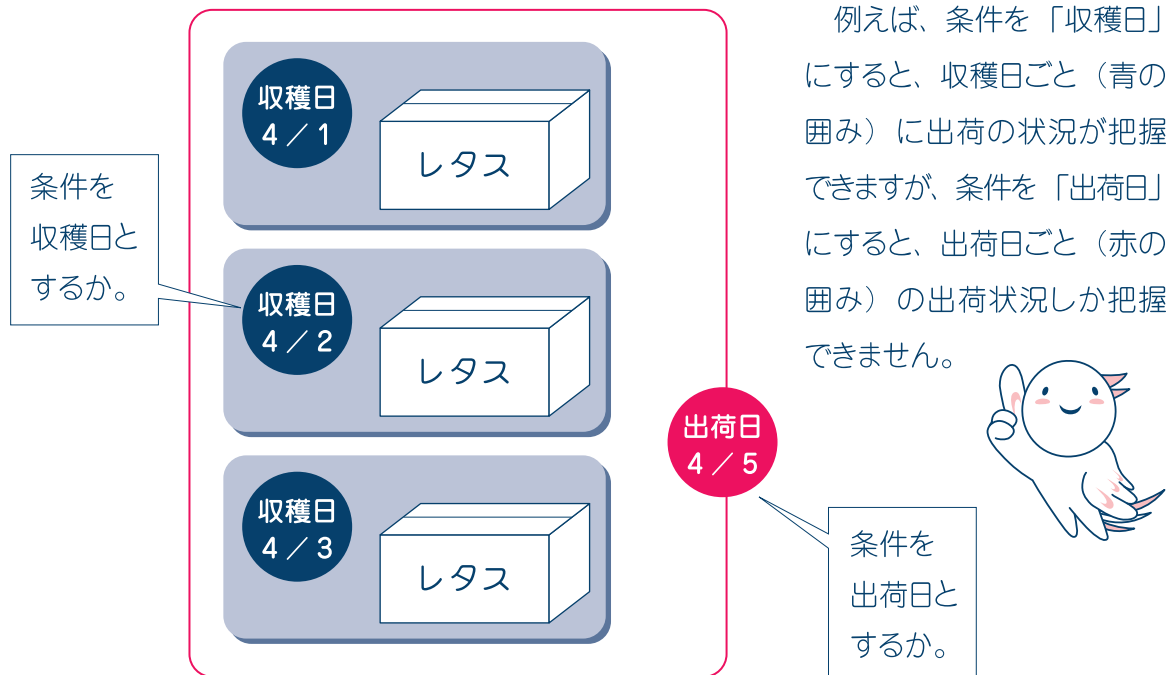 収穫日
4／1
レタス
条件を
収穫日と
するか。
収穫日
4／2
レタス
収穫日
4／3
レタス
出荷日
4／5
条件を
出荷日と
するか。
例えば、条件を「収穫日」
にすると、収穫日ごと（青の
囲み）に出荷の状況が把握
できますが、条件を「出荷日」
にすると、出荷日ごと（赤の
囲み）の出荷状況しか把握
できません。